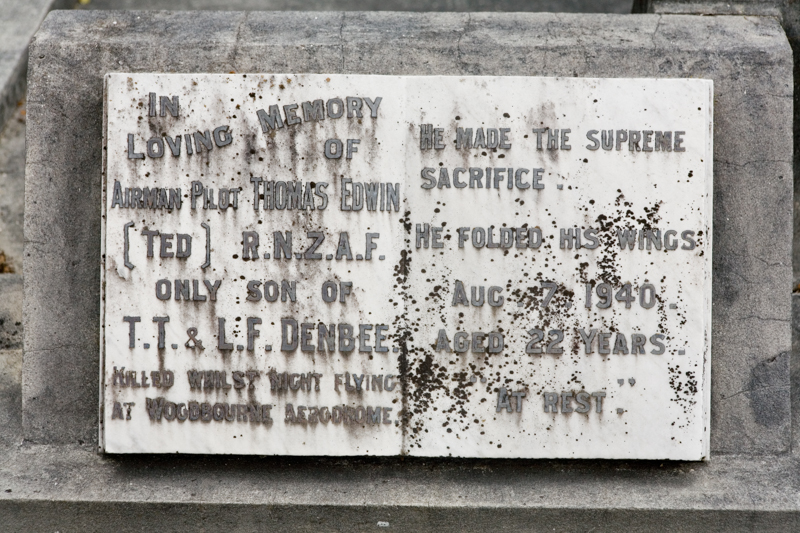 IN
LOVING MEMORY
OF
AIRMAN PILOT THOMAS EDWIN
[TED] R.N.Z.A.F.
ONLY SON OF
T.T. & L.F. DENBEE.
KILLED WHILST NIGHT FLYING
AT WOODBOURNE AERODROME.
HE MADE THE SUPREME
SACRIFICE.
HE FOLDED HIS WINGS
AUG 7 1940.
AGED 22 YEARS.
"AT REST."